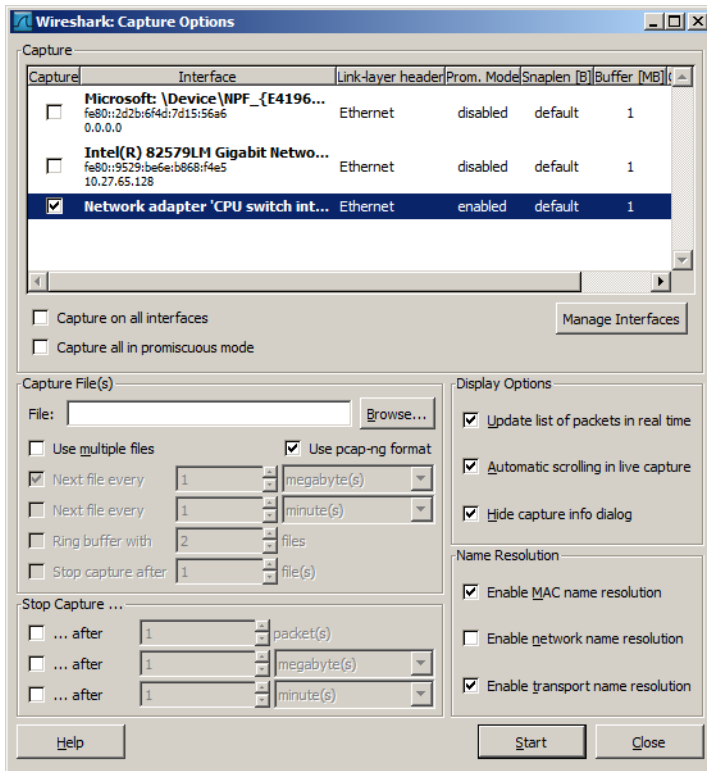 Wireshark: Capture Options
Capture
Capture Interface Link-layer header Prom. Mode Snaplen [B] Buffer [MB]
Microsoft: \Device\NPF_{E4196...
fe80::2d2b:6f4d:7d15:56a6 Ethernet disabled default 1
0.0.0.0
Intel(R) 82579LM Gigabit Netwo...
fe80::9529:be6e:b868:f4e5 Ethernet disabled default 1
10.27.65.128
Network adapter 'CPU switch int... Ethernet enabled default 1
Capture on all interfaces
Manage Interfaces
Capture all in promiscuous mode
Capture File(s)
File: Browse...
Use multiple files Use pcap-ng format
Next file every 1 megabyte(s)
Next file every 1 minute(s)
Ring buffer with 2 files
Stop capture after 1 file(s)
Display Options
Update list of packets in real time
Automatic scrolling in live capture
Hide capture info dialog
Stop Capture ...
... after 1 packet(s)
... after 1 megabyte(s)
... after 1 minute(s)
Name Resolution
Enable MAC name resolution
Enable network name resolution
Enable transport name resolution
Help Start Close